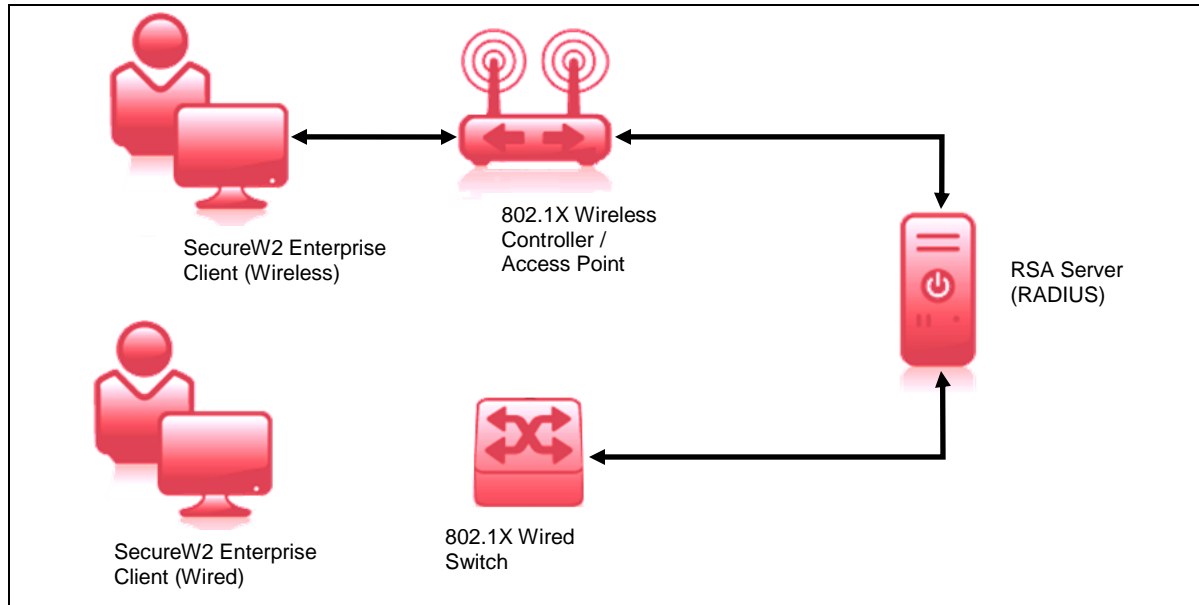 SecureW2 Enterprise
Client (Wireless)
802.1X Wireless
Controller /
Access Point
RSA Server
(RADIUS)
SecureW2 Enterprise
Client (Wired)
802.1X Wired
Switch